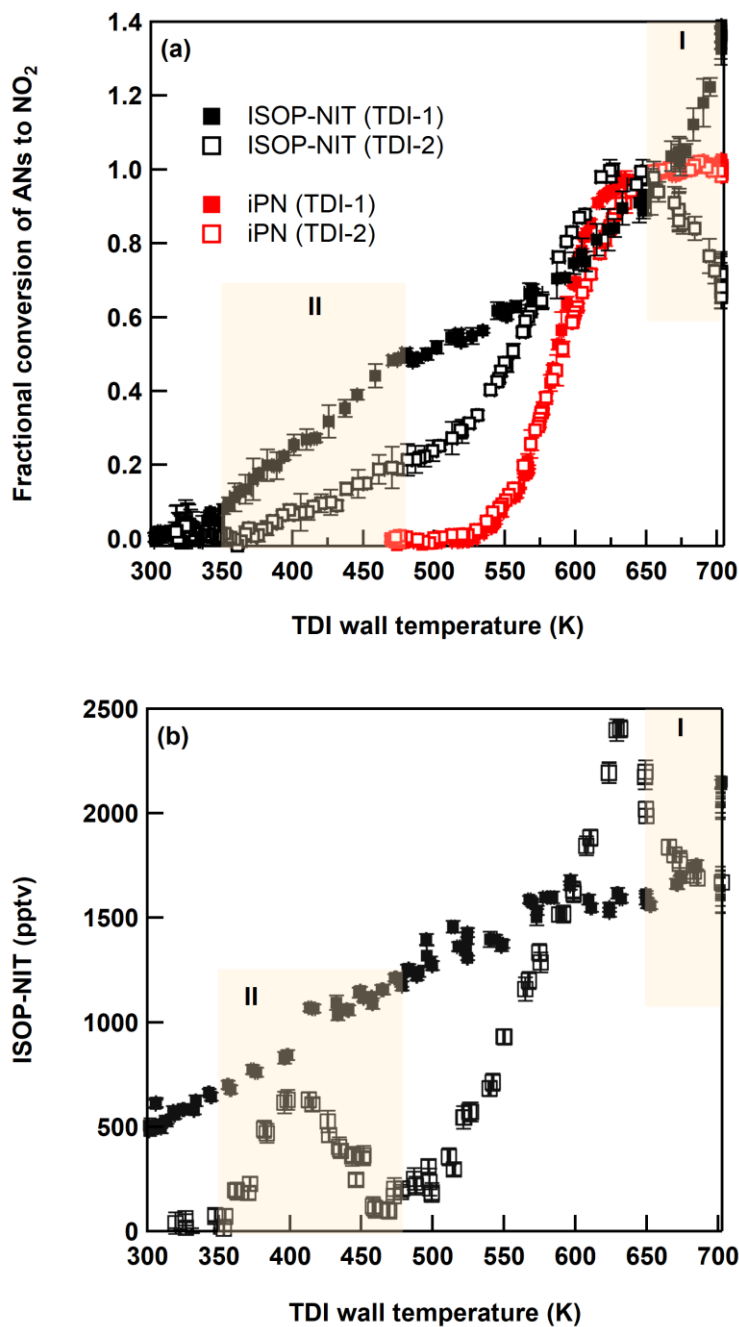 (a)
I
ISOP-NIT (TDI-1)
ISOP-NIT (TDI-2)
iPN (TDI-1)
iPN (TDI-2)
II
Fractional conversion of ANs to NO₂
1.4
1.2
1.0
0.8
0.6
0.4
0.2
0.0
300 350 400 450 500 550 600 650 700
TDI wall temperature (K)
(b)
I
II
ISOP-NIT (pptv)
2500
2000
1500
1000
500
0
300 350 400 450 500 550 600 650 700
TDI wall temperature (K)